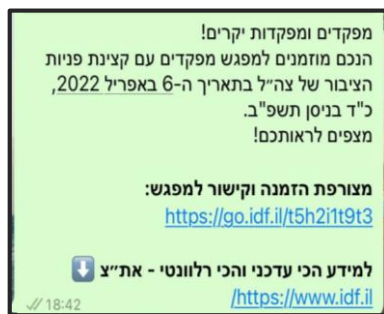 מפקדים ומפקדות יקרים!
הנכם מוזמנים למפגש מפקדים עם קצינת פניות
הציבור של צה״ל בתאריך ה-6 באפריל 2022,
כ"ד בניסן תשפ"ב.
מצפים לראותכם!
מצורפת הזמנה וקישור למפגש:
https://go.idf.il/t5h2i1t9t3
למידע הכי עדכני והכי רלוונטי - את״צ ⬇️
https://www.idf.il/
18:42